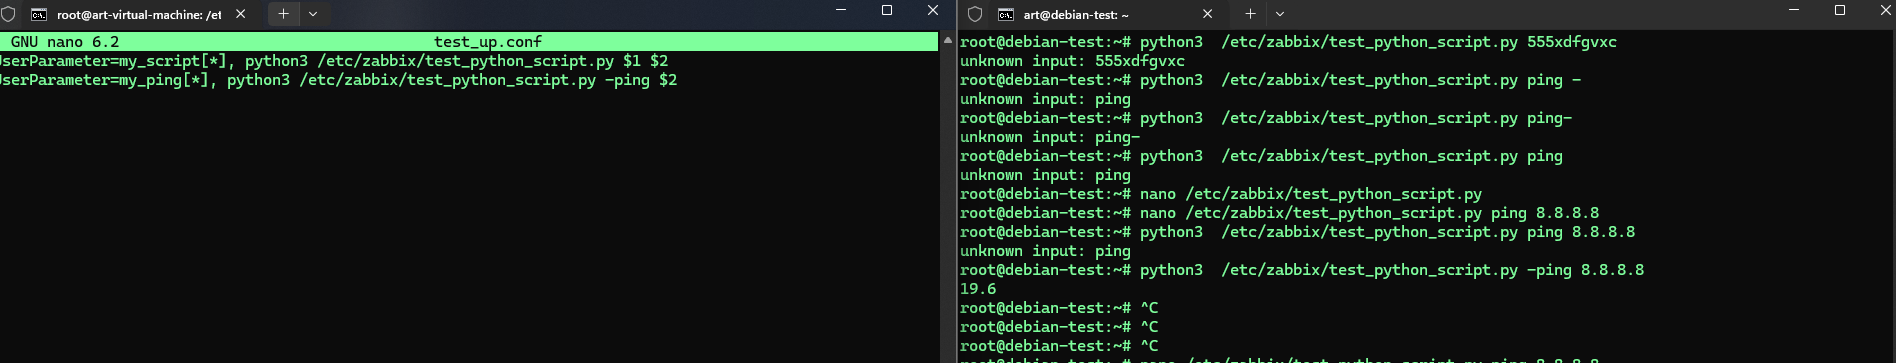 root@art-virtual-machine: /et
GNU nano 6.2 test_up.conf
UserParameter=my_script[*], python3 /etc/zabbix/test_python_script.py $1 $2
UserParameter=my_ping[*], python3 /etc/zabbix/test_python_script.py -ping $2
art@debian-test: ~
root@debian-test:~# python3  /etc/zabbix/test_python_script.py 555xdfgvxc
unknown input: 555xdfgvxc
root@debian-test:~# python3  /etc/zabbix/test_python_script.py ping -
unknown input: ping
root@debian-test:~# python3  /etc/zabbix/test_python_script.py ping-
unknown input: ping-
root@debian-test:~# python3  /etc/zabbix/test_python_script.py ping
unknown input: ping
root@debian-test:~# nano /etc/zabbix/test_python_script.py
root@debian-test:~# nano /etc/zabbix/test_python_script.py ping 8.8.8.8
root@debian-test:~# python3  /etc/zabbix/test_python_script.py ping 8.8.8.8
unknown input: ping
root@debian-test:~# python3  /etc/zabbix/test_python_script.py -ping 8.8.8.8
19.6
root@debian-test:~# ^C
root@debian-test:~# ^C
root@debian-test:~# ^C